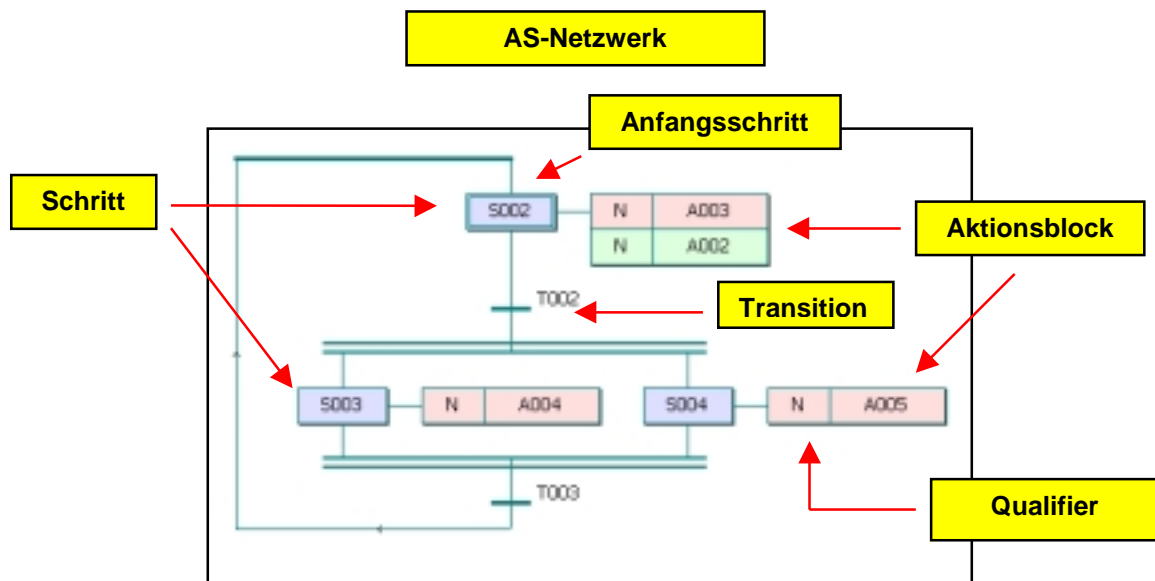 AS-Netzwerk
Anfangsschritt
Schritt
S002
N
A003
Aktionsblock
N
A002
T002
Transition
S003
N
A004
S004
N
A005
T003
Qualifier